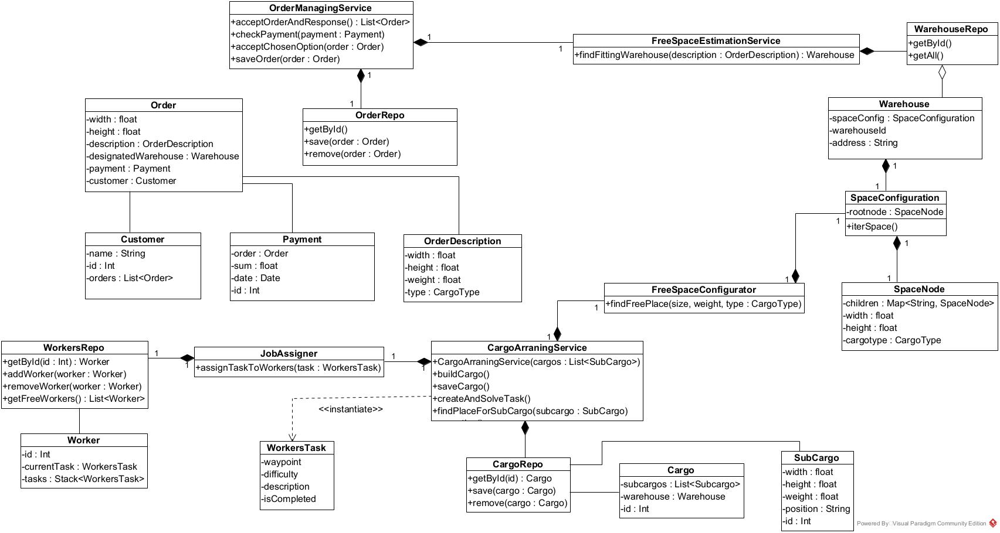 OrderManagingService
+acceptOrderAndResponse() : List<Order>
+checkPayment(payment : Payment)
+acceptChosenOption(order : Order)
+saveOrder(order : Order)
1
1
FreeSpaceEstimationService
+findFittingWarehouse(description : OrderDescription) : Warehouse
WarehouseRepo
+getById()
+getAll()
1
1
Order
-width : float
-height : float
-description : OrderDescription
-designatedWarehouse : Warehouse
-payment : Payment
-customer : Customer
OrderRepo
+getById()
+save(order : Order)
+remove(order : Order)
Warehouse
-spaceConfig : SpaceConfiguration
-warehouseId
-address : String
1
1
SpaceConfiguration
-rootnode : SpaceNode
+iterSpace()
1
1
1
1
Customer
-name : String
-id : Int
-orders : List<Order>
Payment
-order : Order
-sum : float
-date : Date
-id : Int
OrderDescription
-width : float
-height : float
-weight : float
-type : CargoType
FreeSpaceConfigurator
+findFreePlace(size, weight, type : CargoType)
1
1
SpaceNode
-children : Map<String, SpaceNode>
-width : float
-height : float
-cargotype : CargoType
WorkersRepo
+getById(id : Int) : Worker
+addWorker(worker : Worker)
+removeWorker(worker : Worker)
+getFreeWorkers() : List<Worker>
1
1
JobAssigner
+assignTaskToWorkers(task : WorkersTask)
1
1
CargoArraningService
+CargoArraningService(cargos : List<SubCargo>)
+buildCargo()
+saveCargo()
+createAndSolveTask()
+findPlaceForSubCargo(subcargo : SubCargo)
<<instantiate>>
Worker
-id : Int
-currentTask : WorkersTask
-tasks : Stack<WorkersTask>
WorkersTask
-waypoint
-difficulty
-description
-isCompleted
CargoRepo
+getById(id) : Cargo
+save(cargo : Cargo)
+remove(cargo : Cargo)
Cargo
-subcargos : List<Subcargo>
-warehouse : Warehouse
-id : Int
SubCargo
-width : float
-height : float
-weight : float
-position : String
-id : Int
Powered By Visual Paradigm Community Edition